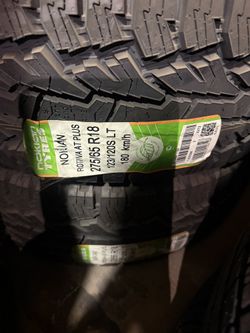 NOKIAN
TYRES
NOKIAN
ROTIIVA AT PLUS
275/65 R18
123/120S LT
180 km/h